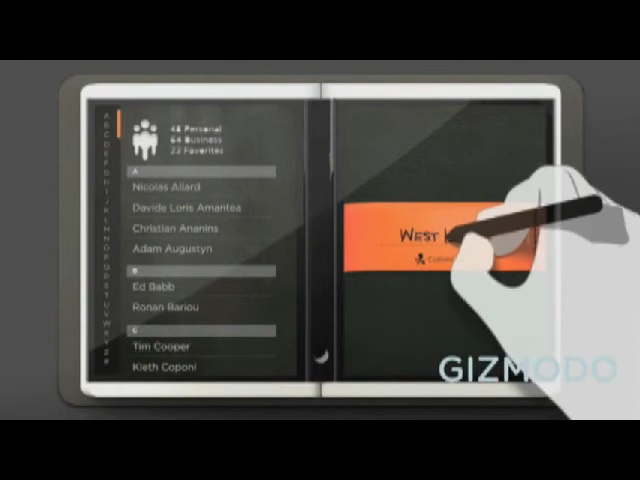 A
B
C
D
E
F
G
H
I
J
K
L
M
N
O
P
Q
R
S
T
U
V
W
X
Y
Z
#
48 Personal
64 Business
22 Favorites
A
Nicolas Allard
Davide Loris Amantea
Christian Ananins
Adam Augustyn
B
Ed Babb
Ronan Bariou
C
Tim Cooper
Kieth Coponi
West
GIZMODO